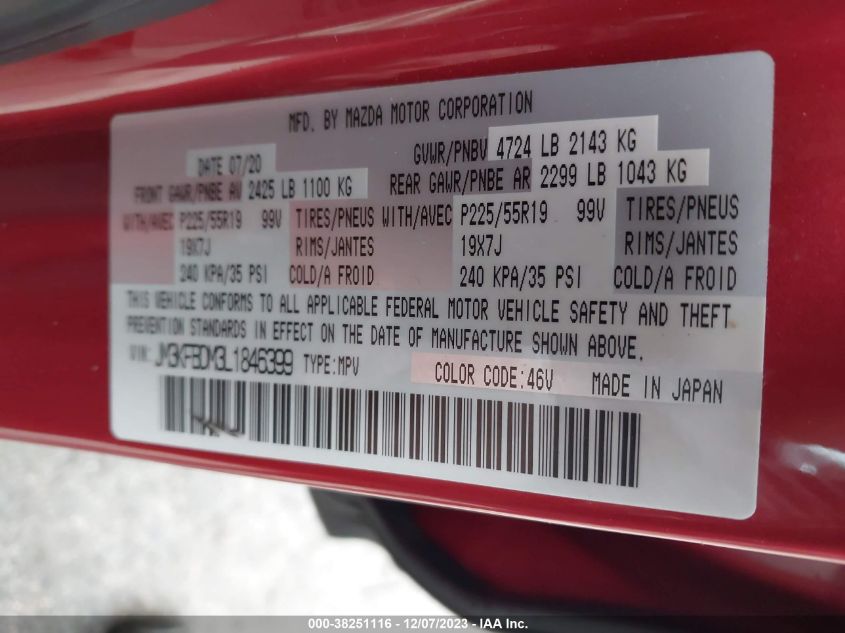 MFD. BY MAZDA MOTOR CORPORATION
DATE 07/20 GVWR/PNBV 4724 LB 2143 KG
FRONT GAWR/PNBE AV 2425 LB 1100 KG REAR GAWR/PNBE AR 2299 LB 1043 KG
WITH/AVEC P225/55R19 99V TIRES/PNEUS WITH/AVEC P225/55R19 99V TIRES/PNEUS
19X7J RIMS/JANTES 19X7J RIMS/JANTES
240 KPA/35 PSI COLD/A FROID 240 KPA/35 PSI COLD/A FROID
THIS VEHICLE CONFORMS TO ALL APPLICABLE FEDERAL MOTOR VEHICLE SAFETY AND THEFT
PREVENTION STANDARDS IN EFFECT ON THE DATE OF MANUFACTURE SHOWN ABOVE.
VIN: JM3KFBDM3L1846399 TYPE:MPV COLOR CODE:46V MADE IN JAPAN
000-38251116 - 12/07/2023 - IAA Inc.